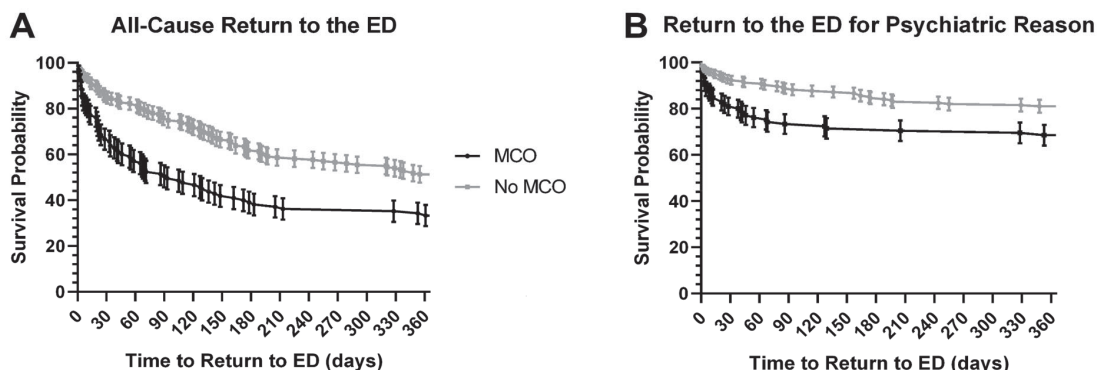 A All-Cause Return to the ED
100
80
60
40
20
0
Survival Probability
0 30 60 90 120 150 180 210 240 270 300 330 360
Time to Return to ED (days)
MCO
No MCO
B Return to the ED for Psychiatric Reason
100
80
60
40
20
0
Survival Probability
0 30 60 90 120 150 180 210 240 270 300 330 360
Time to Return to ED (days)